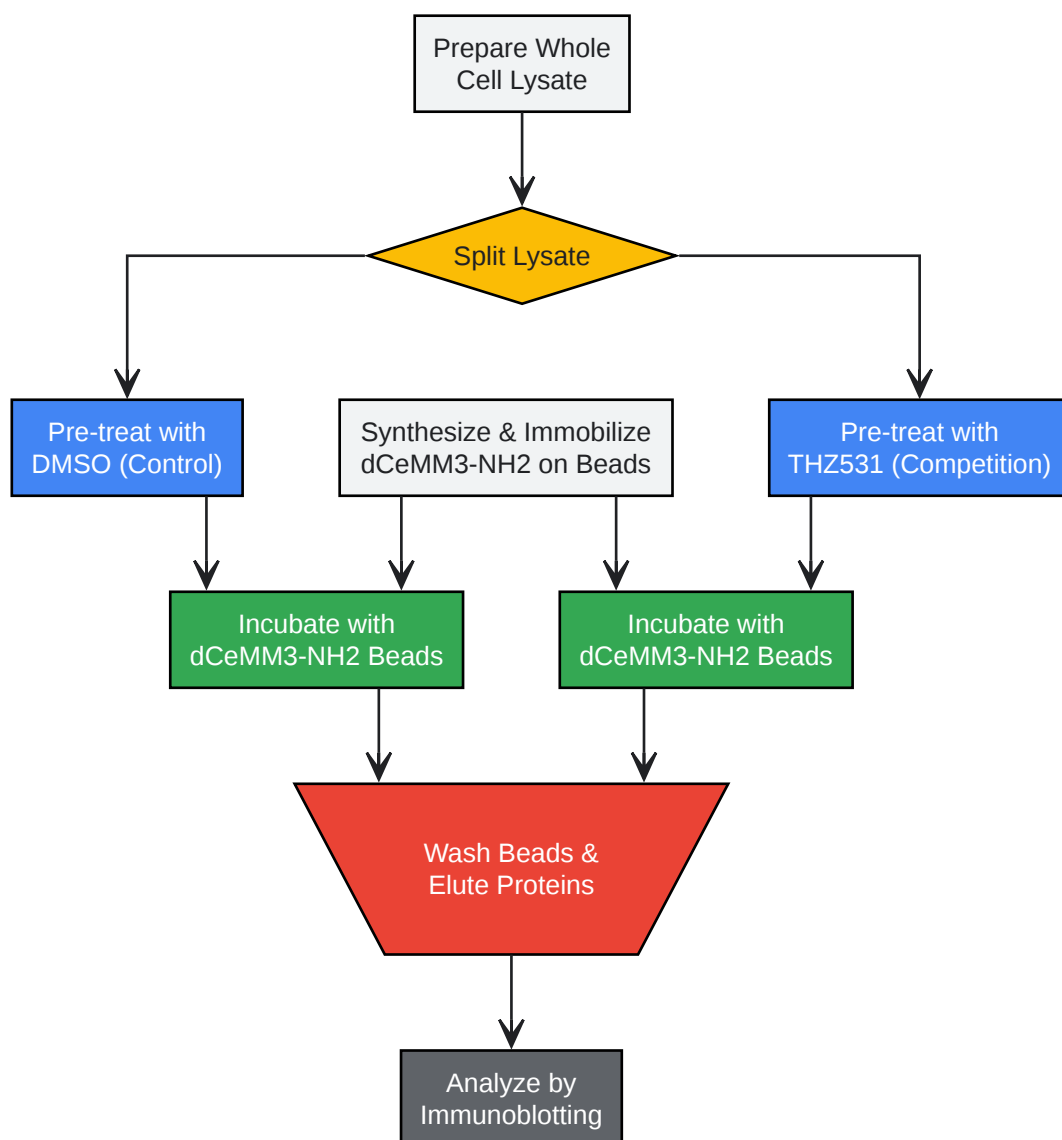 Prepare Whole
Cell Lysate
Split Lysate
Pre-treat with
DMSO (Control)
Synthesize & Immobilize
dCeMM3-NH2 on Beads
Pre-treat with
THZ531 (Competition)
Incubate with
dCeMM3-NH2 Beads
Incubate with
dCeMM3-NH2 Beads
Wash Beads &
Elute Proteins
Analyze by
Immunoblotting